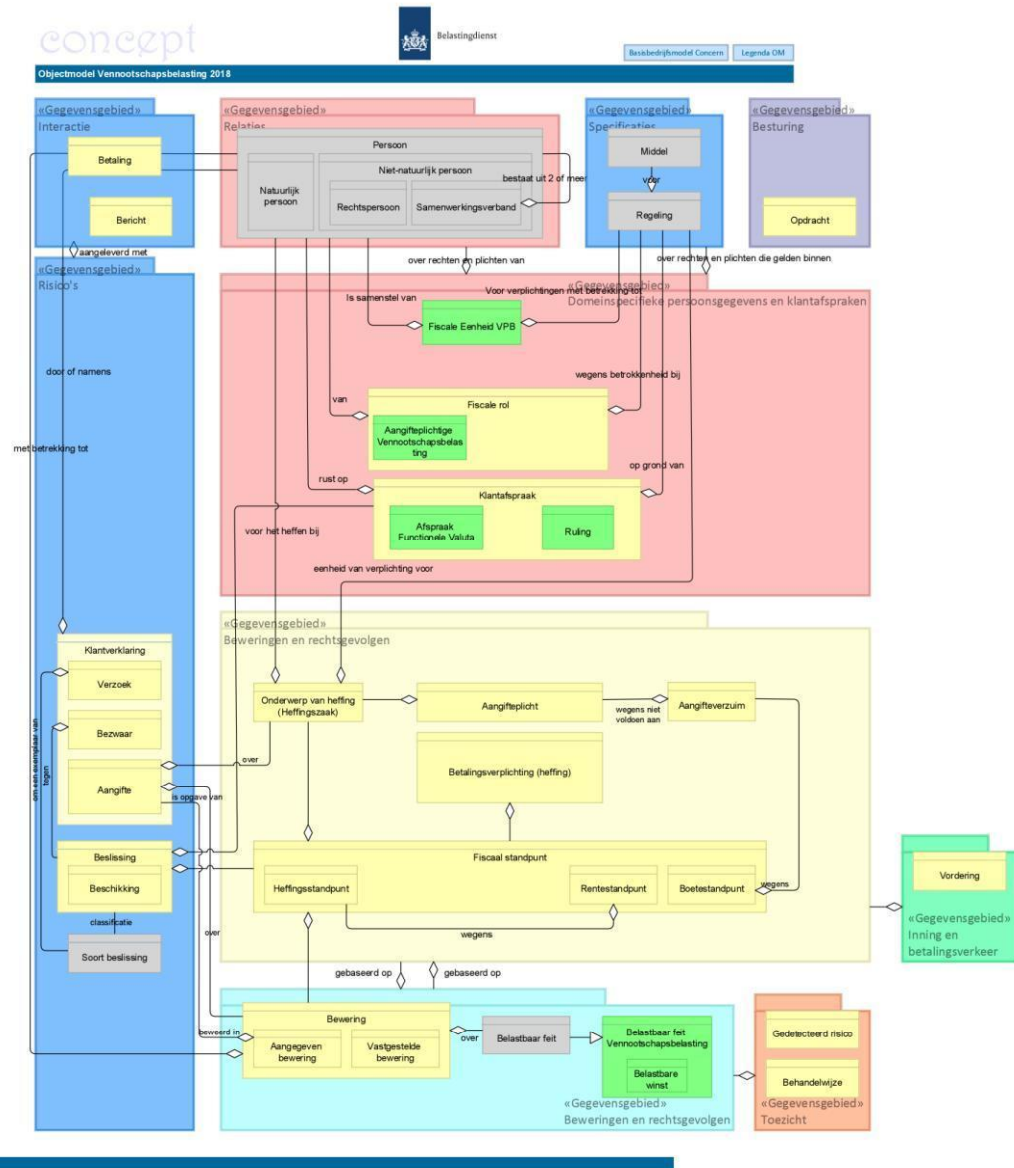 concept
Belastingdienst
Basisbedrijfsmodel Concern
Legenda OM
Objectmodel Vennootschapsbelasting 2018
«Gegevensgebied»
Interactie
Betaling
Bericht
aangeleverd met
«Gegevensgebied»
Relaties
Persoon
Natuurlijk
persoon
Niet-natuurlijk persoon
Rechtspersoon
Samenwerkingsverband
bestaat uit 2 of meer
«Gegevensgebied»
Specificaties
Middel
voor
Regeling
«Gegevensgebied»
Besturing
Opdracht
over rechten en plichten van
over rechten en plichten die gelden binnen
«Gegevensgebied»
Risico's
door of namens
met betrekking tot
«Gegevensgebied»
Domeinspecifieke persoonsgegevens en klantafspraken
Is samenstel van
Voor verplichtingen met betrekking tot
Fiscale Eenheid VPB
wegens betrokkenheid bij
van
Fiscale rol
Aangifteplichtige
Vennootschapsbelas
ting
op grond van
rust op
Klantafspraak
Afspraak
Functionele Valuta
Ruling
voor het heffen bij
eenheid van verplichting voor
«Gegevensgebied»
Beweringen en rechtsgevolgen
Klantverklaring
Verzoek
Bezwaar
Aangifte
om een exemplaar van
tegen
over
is opgave van
Onderwerp van heffing
(Heffingszaak)
Aangifteplicht
wegens niet
voldoen aan
Aangifteverzuim
Betalingsverplichting (heffing)
Beslissing
Beschikking
classificatie
Soort beslissing
Fiscaal standpunt
Heffingsstandpunt
Rentestandpunt
Boetestandpunt
wegens
wegens
over
Vordering
«Gegevensgebied»
Inning en
betalingsverkeer
gebaseerd op
gebaseerd op
Bewering
beweerd in
Aangegeven
bewering
Vastgestelde
bewering
over
Belastbaar feit
Belastbaar feit
Vennootschapsbelasting
Belastbare
winst
«Gegevensgebied»
Beweringen en rechtsgevolgen
Gedetecteerd risico
Behandelwijze
«Gegevensgebied»
Toezicht